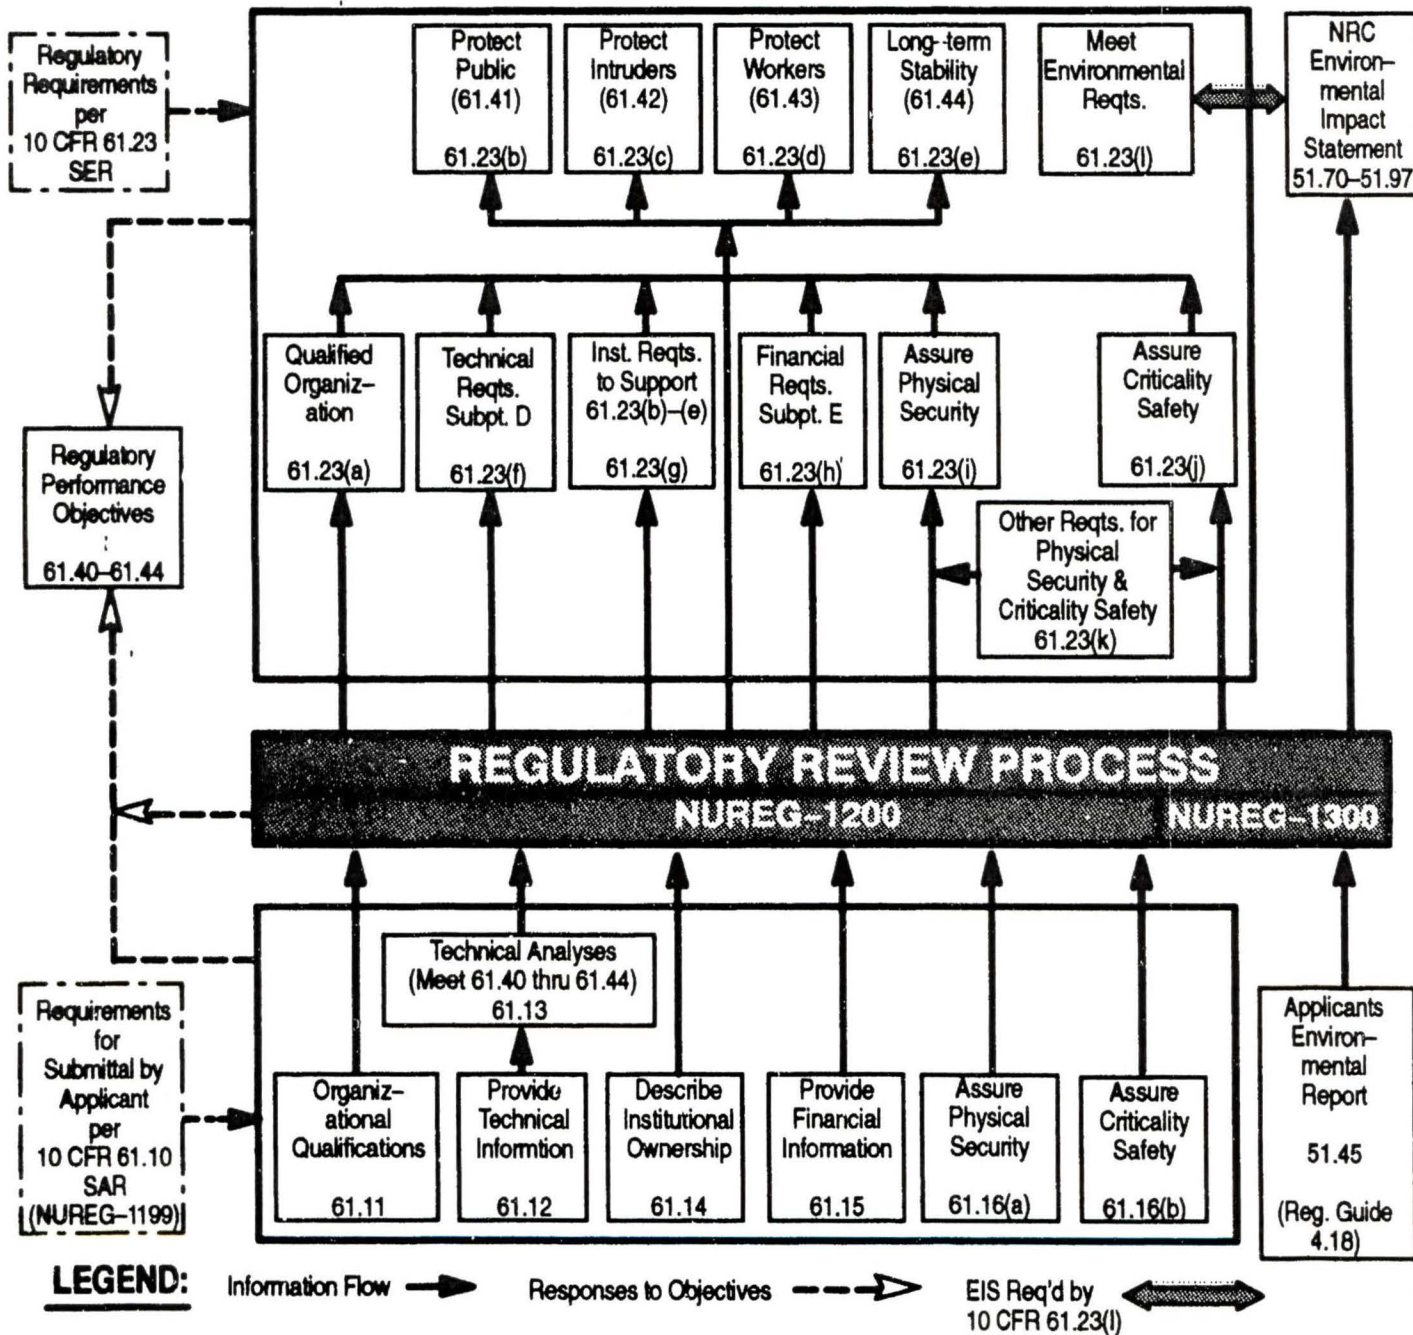 Regulatory
Requirements
per
10 CFR 61.23
SER
Protect
Public
(61.41)
61.23(b)
Protect
Intruders
(61.42)
61.23(c)
Protect
Workers
(61.43)
61.23(d)
Long-term
Stability
(61.44)
61.23(e)
Meet
Environmental
Reqts.
61.23(l)
NRC
Environ-
mental
Impact
Statement
51.70–51.97
Qualified
Organiz-
ation
61.23(a)
Technical
Reqts.
Subpt. D
61.23(f)
Inst. Reqts.
to Support
61.23(b)–(e)
61.23(g)
Financial
Reqts.
Subpt. E
61.23(h)
Assure
Physical
Security
61.23(i)
Assure
Criticality
Safety
61.23(j)
Regulatory
Performance
Objectives
61.40–61.44
Other Reqts. for
Physical
Security &
Criticality Safety
61.23(k)
REGULATORY REVIEW PROCESS
NUREG–1200
NUREG–1300
Technical Analyses
(Meet 61.40 thru 61.44)
61.13
Requirements
for
Submittal by
Applicant
per
10 CFR 61.10
SAR
(NUREG–1199)
Organiz-
ational
Qualifications
61.11
Provide
Technical
Informtion
61.12
Describe
Institutional
Ownership
61.14
Provide
Financial
Information
61.15
Assure
Physical
Security
61.16(a)
Assure
Criticality
Safety
61.16(b)
Applicants
Environ-
mental
Report
51.45
(Reg. Guide
4.18)
LEGEND:
Information Flow
Responses to Objectives
EIS Req'd by
10 CFR 61.23(l)